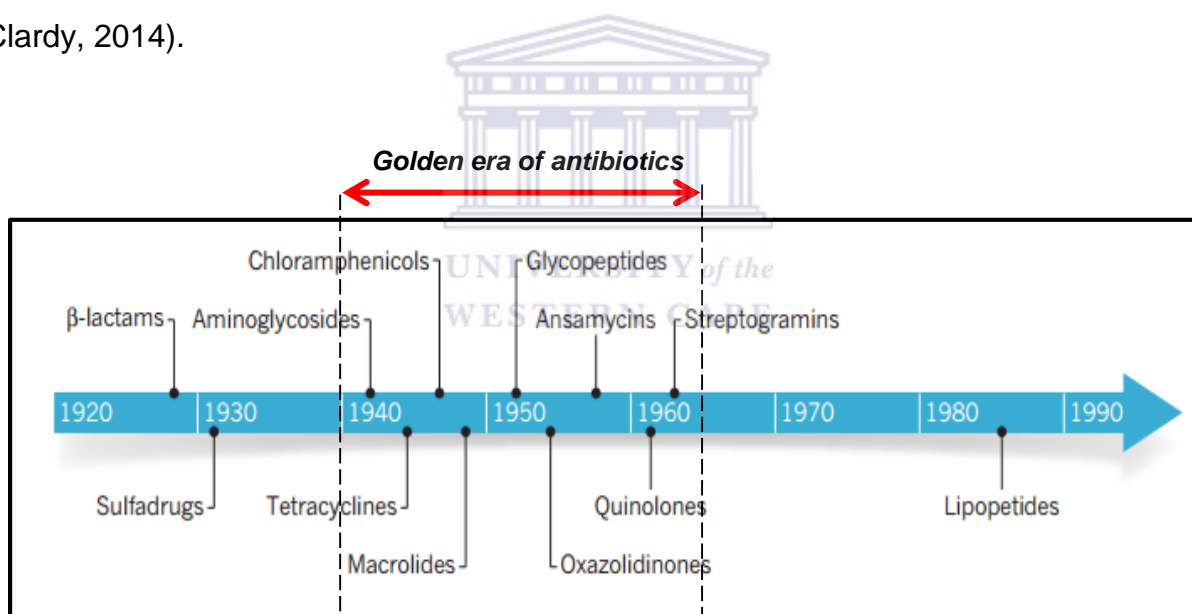 Clardy, 2014).
Golden era of antibiotics
Chloramphenicols
Glycopeptides
UNIVERSITY of the
β-lactams
Aminoglycosides
WESTERN CAPE
Ansamycins
Streptogramins
1920 1930 1940 1950 1960 1970 1980 1990
Sulfadrugs
Tetracyclines
Quinolones
Lipopetides
Macrolides
Oxazolidinones